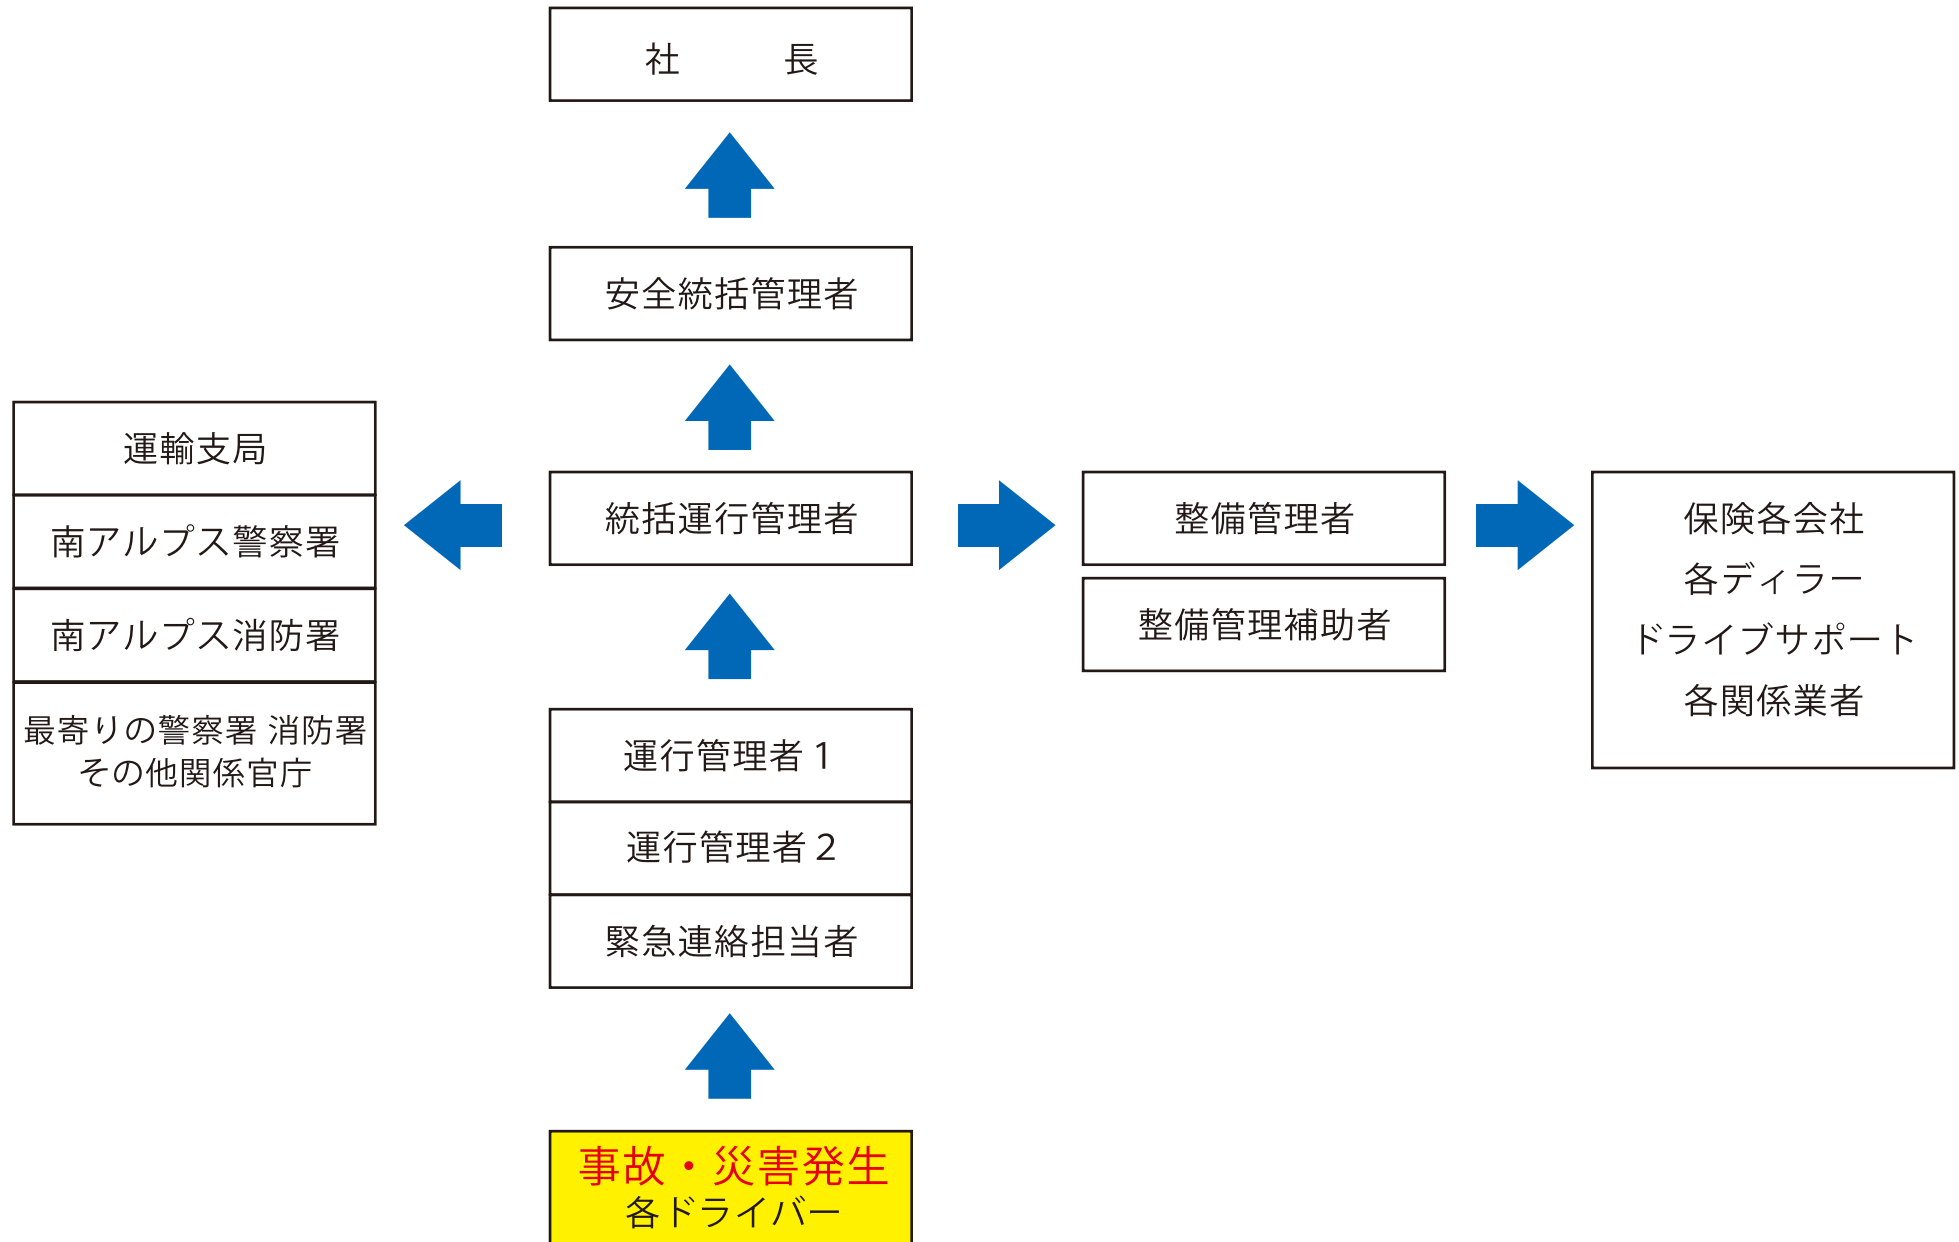 社　　　長
安全統括管理者
運輸支局
南アルプス警察署
南アルプス消防署
最寄りの警察署 消防署
その他関係官庁
統括運行管理者
整備管理者
整備管理補助者
保険各会社
各ディラー
ドライブサポート
各関係業者
運行管理者１
運行管理者２
緊急連絡担当者
事故・災害発生
各ドライバー